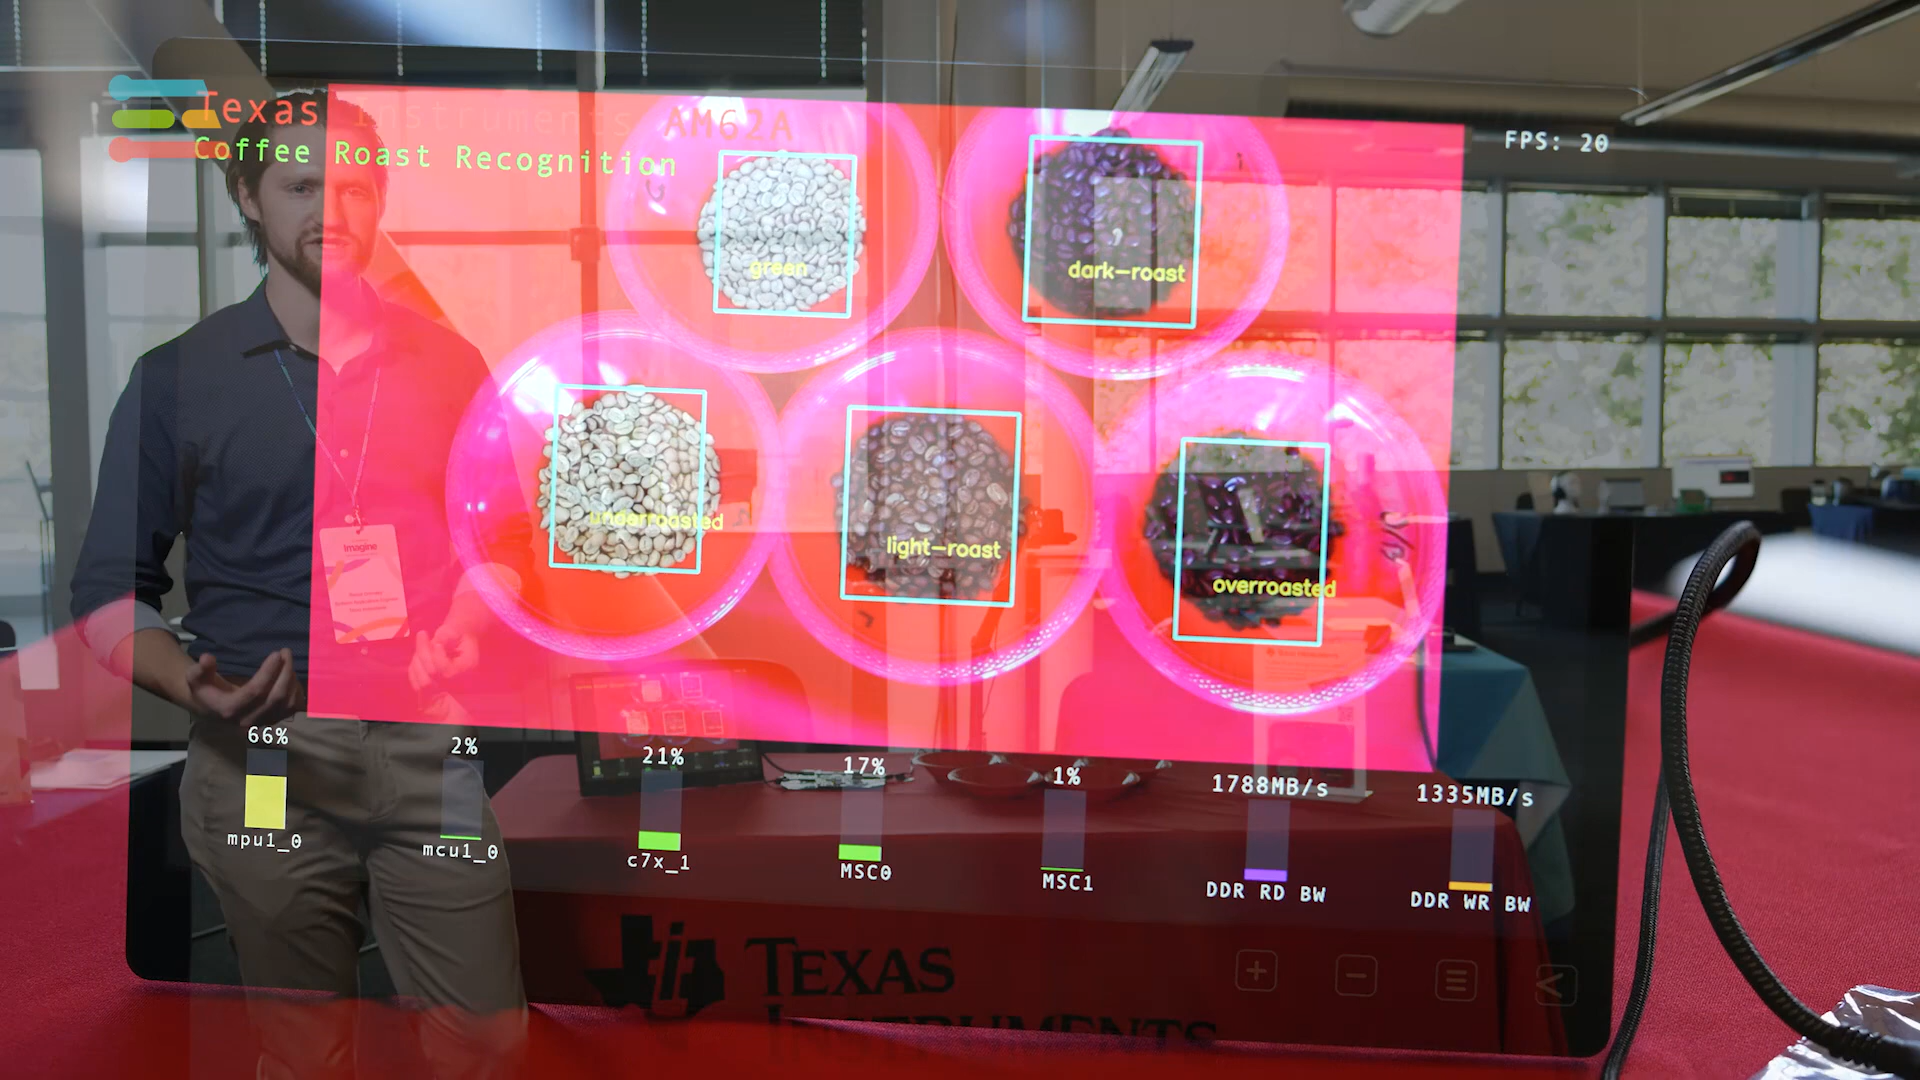 Texas Instruments AM62A
Coffee Roast Recognition
FPS: 20
green
dark-roast
underroasted
light-roast
overroasted
Imagine
66%
2%
21%
17%
1%
1788MB/s
1335MB/s
mpu1_0
mcu1_0
c7x_1
MSC0
MSC1
DDR RD BW
DDR WR BW
TEXAS
INSTRUMENTS